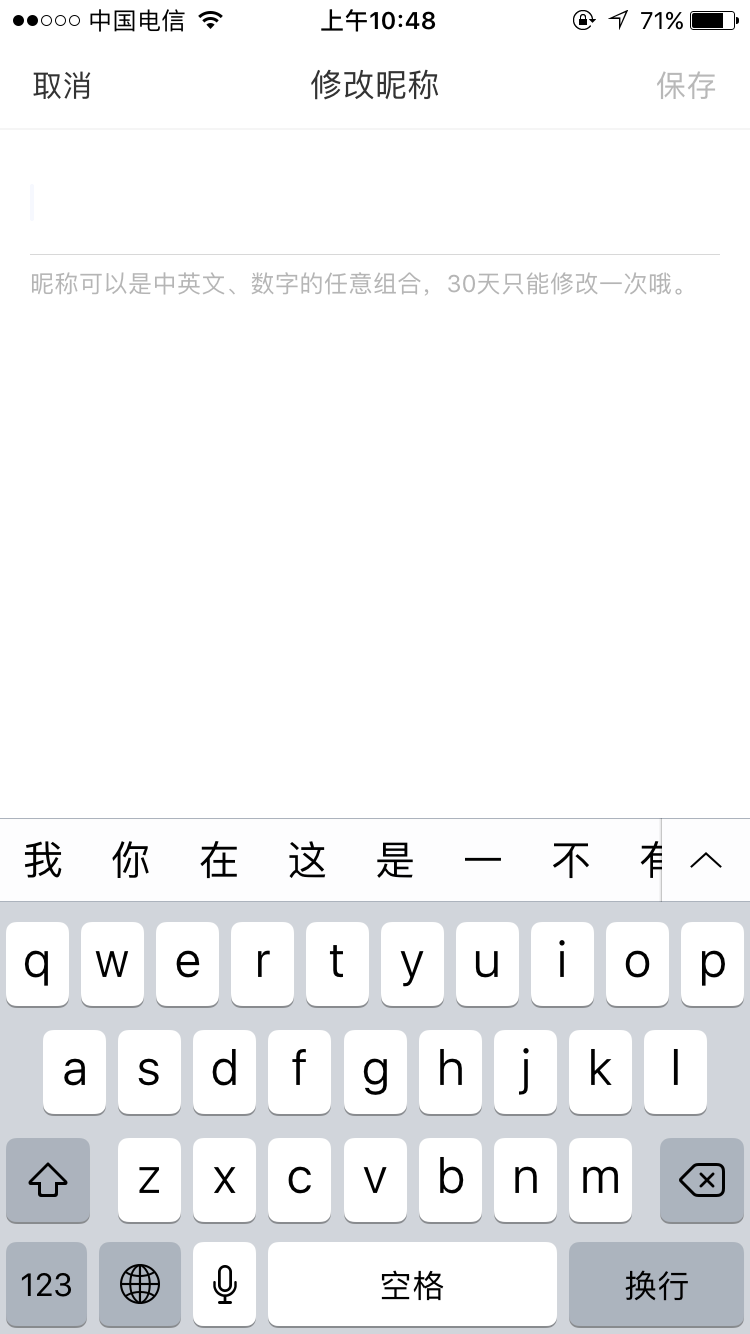 中国电信 上午10:48 71%
取消 修改昵称 保存
昵称可以是中英文、数字的任意组合，30天只能修改一次哦。
我 你 在 这 是 一 不 有
q w e r t y u i o p
a s d f g h j k l
z x c v b n m
123 空格 换行